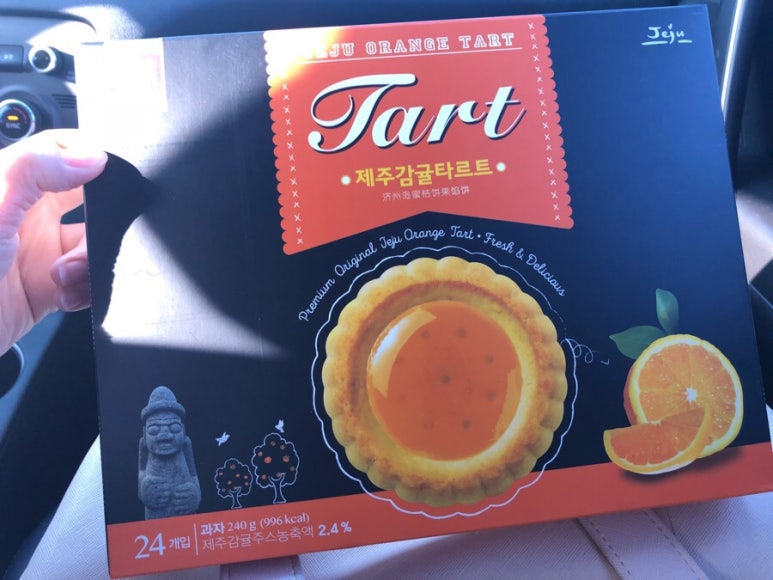 JEJU ORANGE TART
Jeju
Tart
제주감귤타르트
济州岛蜜桔饼果馅饼
Premium Original Jeju Orange Tart • Fresh & Delicious
24 개입
과자 240 g (996 kcal)
제주감귤주스농축액 2.4 %
SYNC